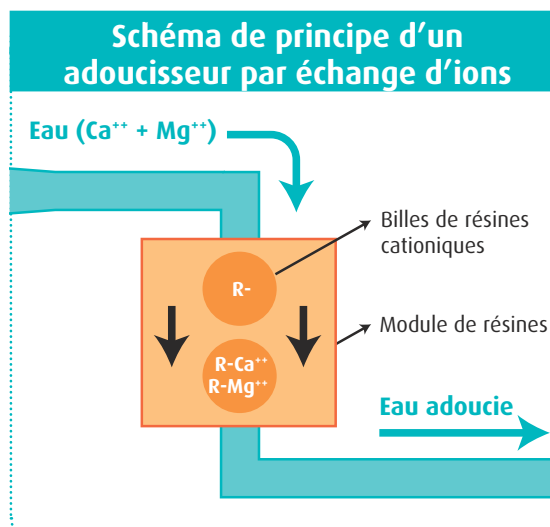 Schéma de principe d’un
adoucisseur par échange d’ions
Eau (Ca⁺⁺ + Mg⁺⁺)
Billes de résines
cationiques
R-
Module de résines
R-Ca⁺⁺
R-Mg⁺⁺
Eau adoucie